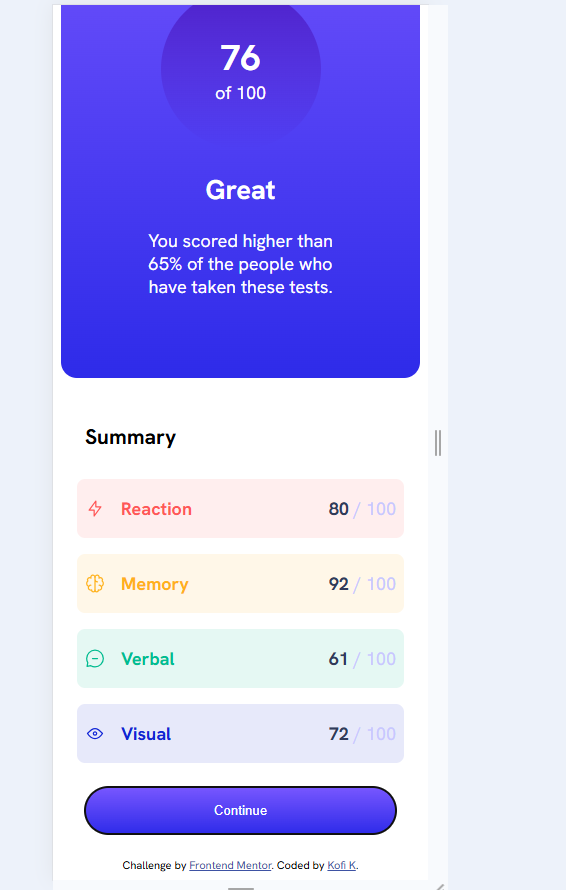 76
of 100
Great
You scored higher than
65% of the people who
have taken these tests.
Summary
Reaction 80 / 100
Memory 92 / 100
Verbal 61 / 100
Visual 72 / 100
Continue
Challenge by Frontend Mentor. Coded by Kofi K.